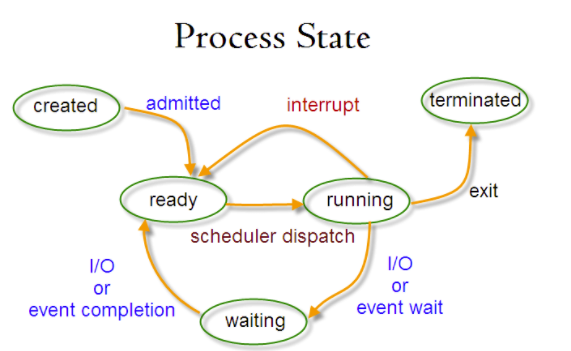 Process State
created
admitted
interrupt
terminated
ready
running
exit
scheduler dispatch
I/O
or
event completion
I/O
or
event wait
waiting